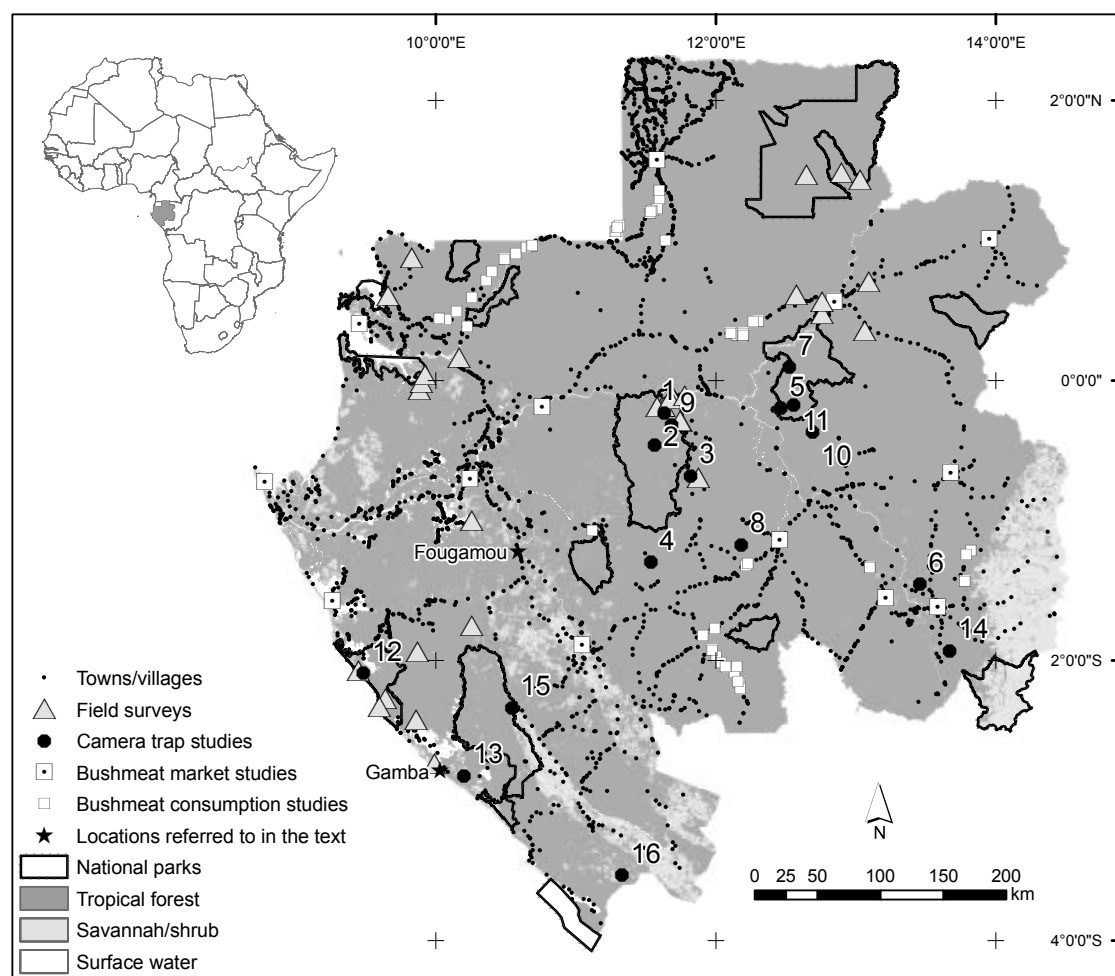 10°0'0"E 12°0'0"E 14°0'0"E
2°0'0"N
7
0°0'0"
1
5
9
11
2
10
3
8
4
Fougamou
6
14
12
2°0'0"S
15
Towns/villages
Field surveys
13
Camera trap studies
Gamba
Bushmeat market studies
Bushmeat consumption studies
N
Locations referred to in the text
16
National parks
0 25 50 100 150 200
km
Tropical forest
Savannah/shrub
4°0'0"S
Surface water